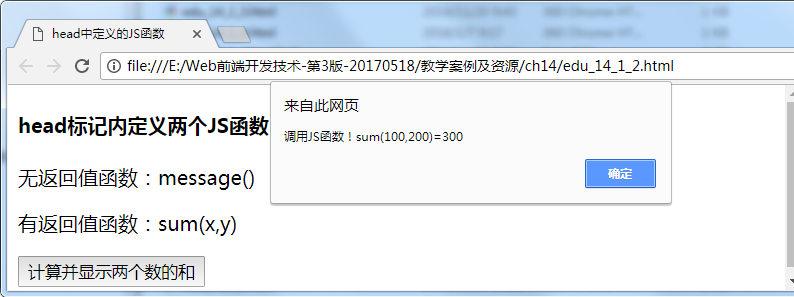 head中定义的JS函数
file:///E:/Web前端开发技术-第3版-20170518/教学案例及资源/ch14/edu_14_1_2.html
来自此网页
调用JS函数！sum(100,200)=300
确定
head标记内定义两个JS函数
无返回值函数：message()
有返回值函数：sum(x,y)
计算并显示两个数的和